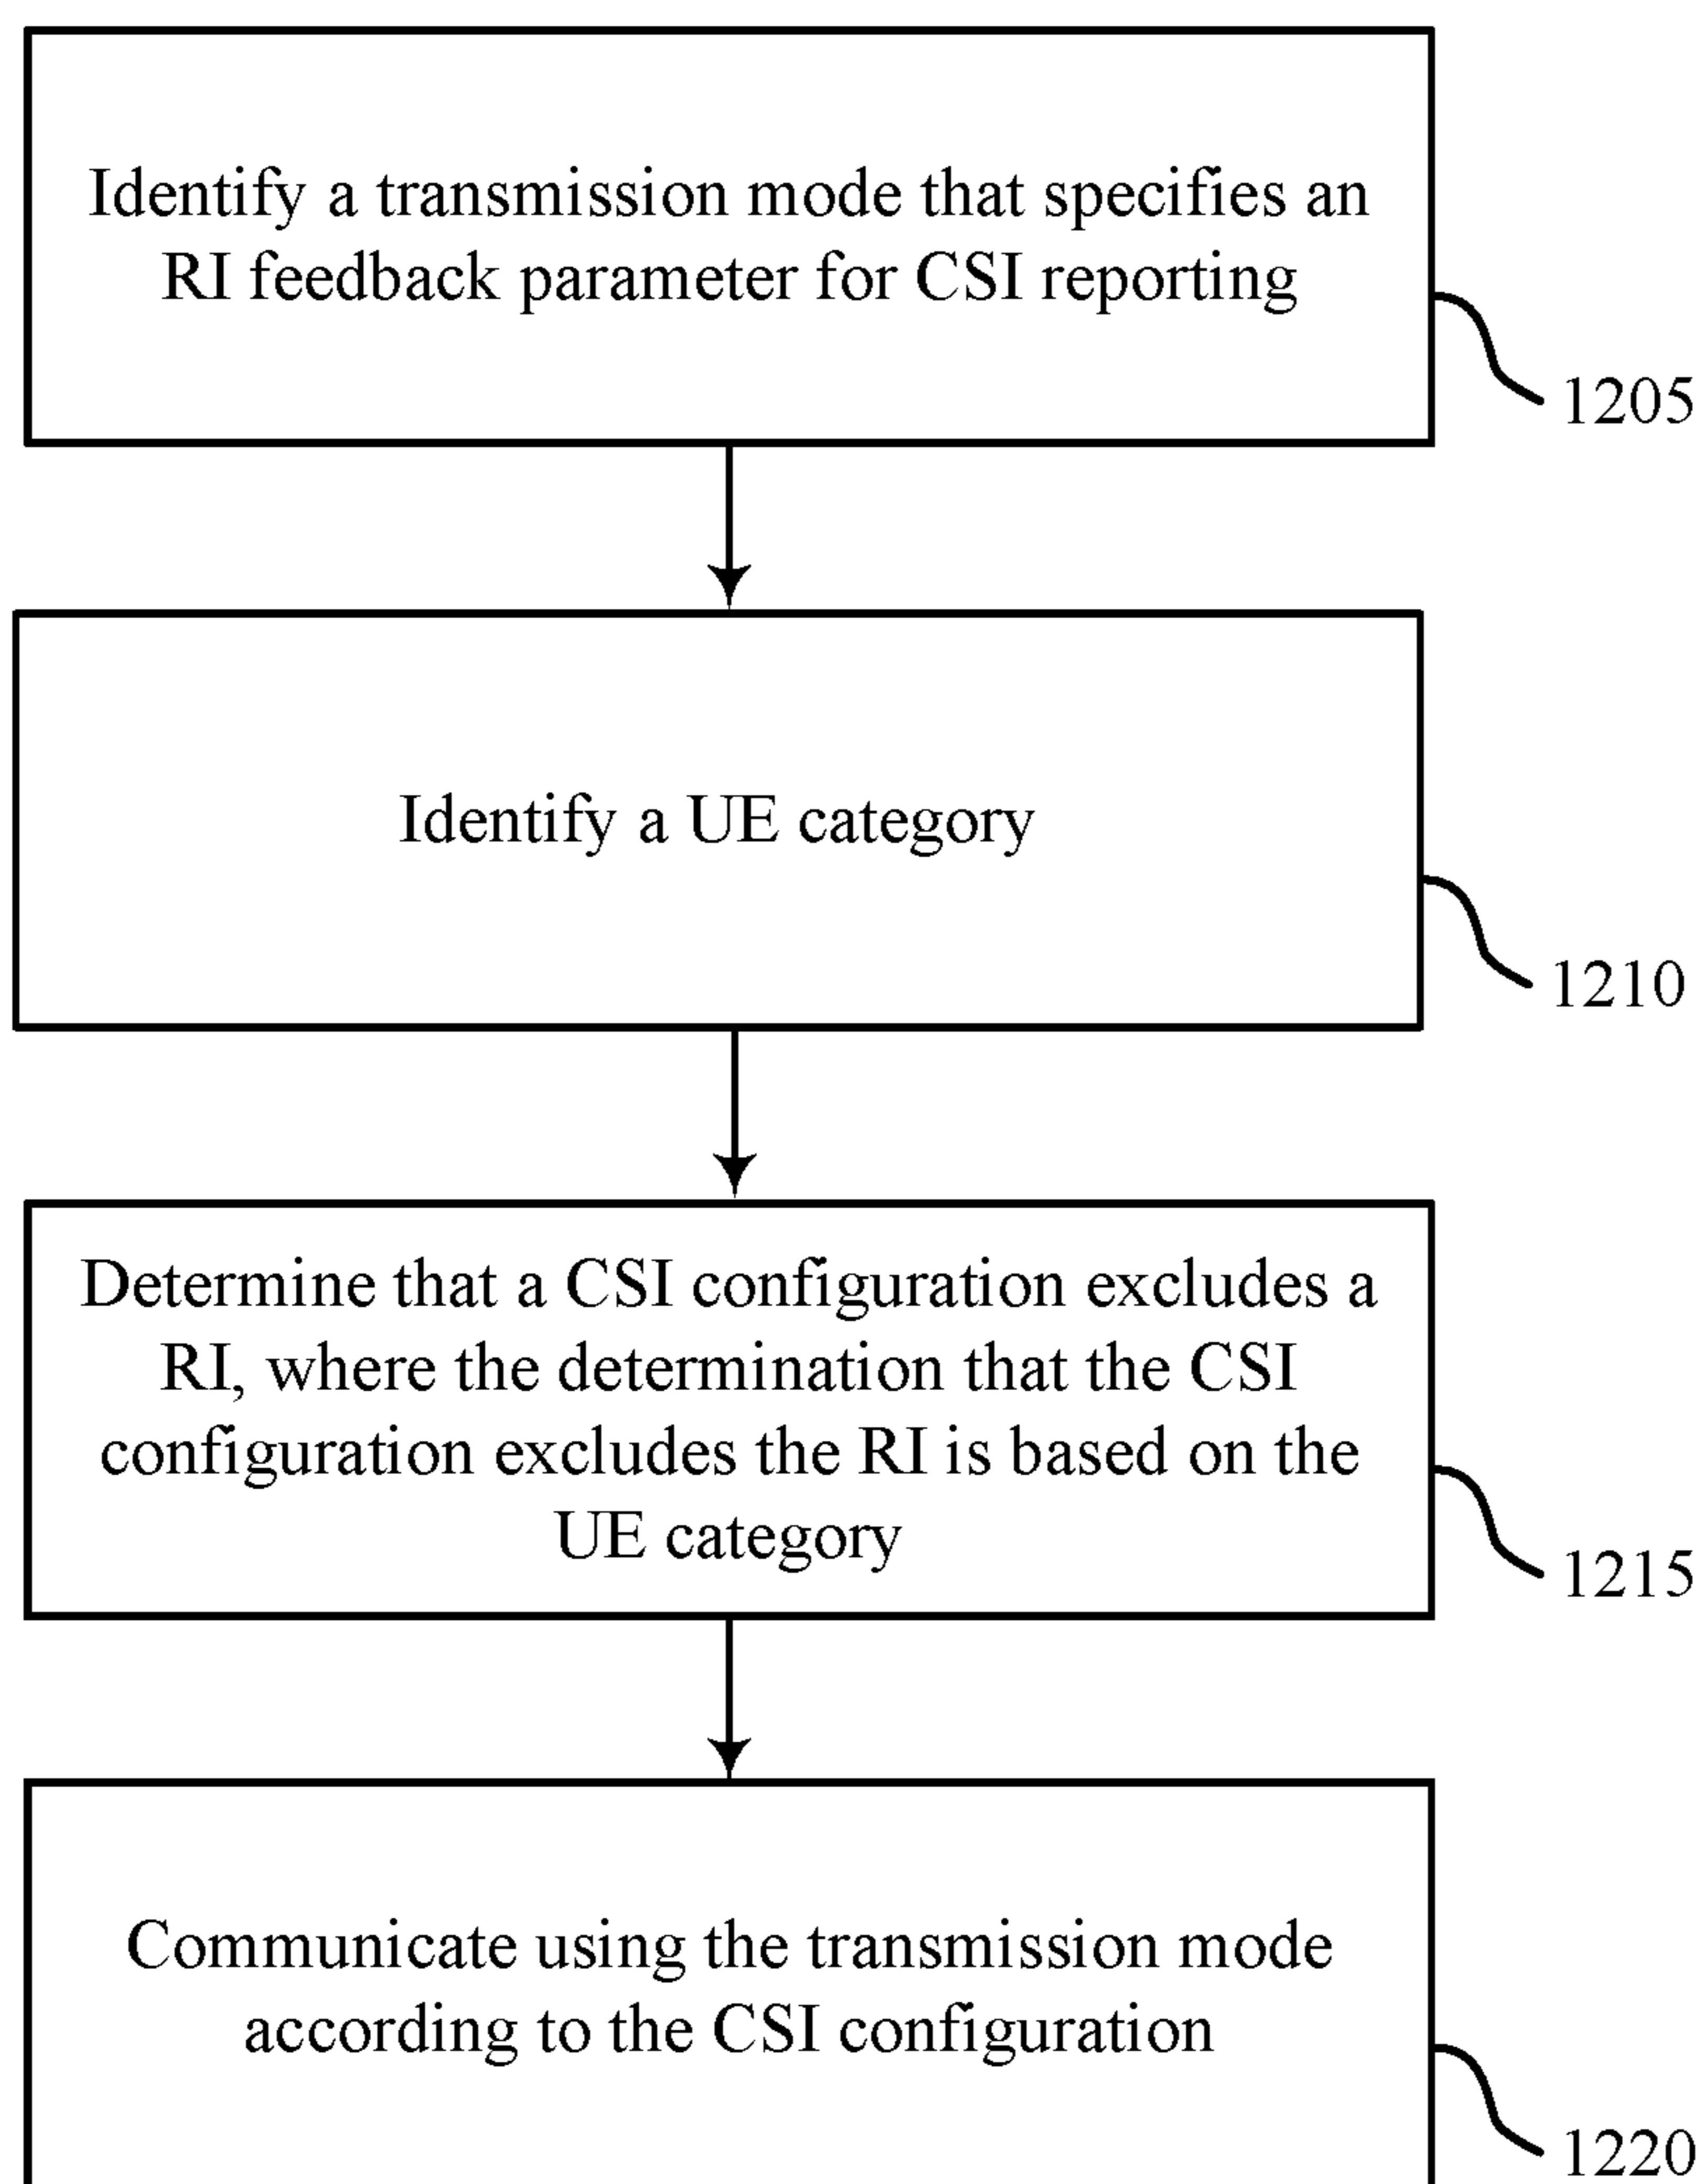 Identify a transmission mode that specifies an
RI feedback parameter for CSI reporting
1205
Identify a UE category
1210
Determine that a CSI configuration excludes a
RI, where the determination that the CSI
configuration excludes the RI is based on the
UE category
1215
Communicate using the transmission mode
according to the CSI configuration
1220